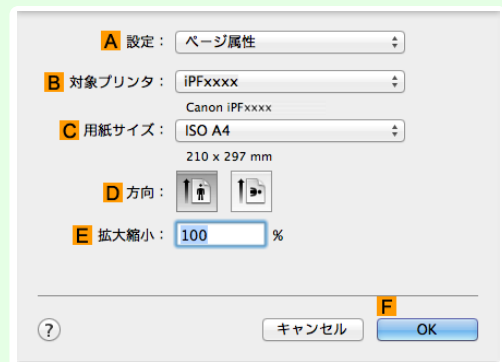 A 設定： ページ属性
B 対象プリンタ： iPFxxxx
Canon iPFxxxx
C 用紙サイズ： ISO A4
210 x 297 mm
D 方向：
E 拡大縮小： 100 %
F
? キャンセル OK